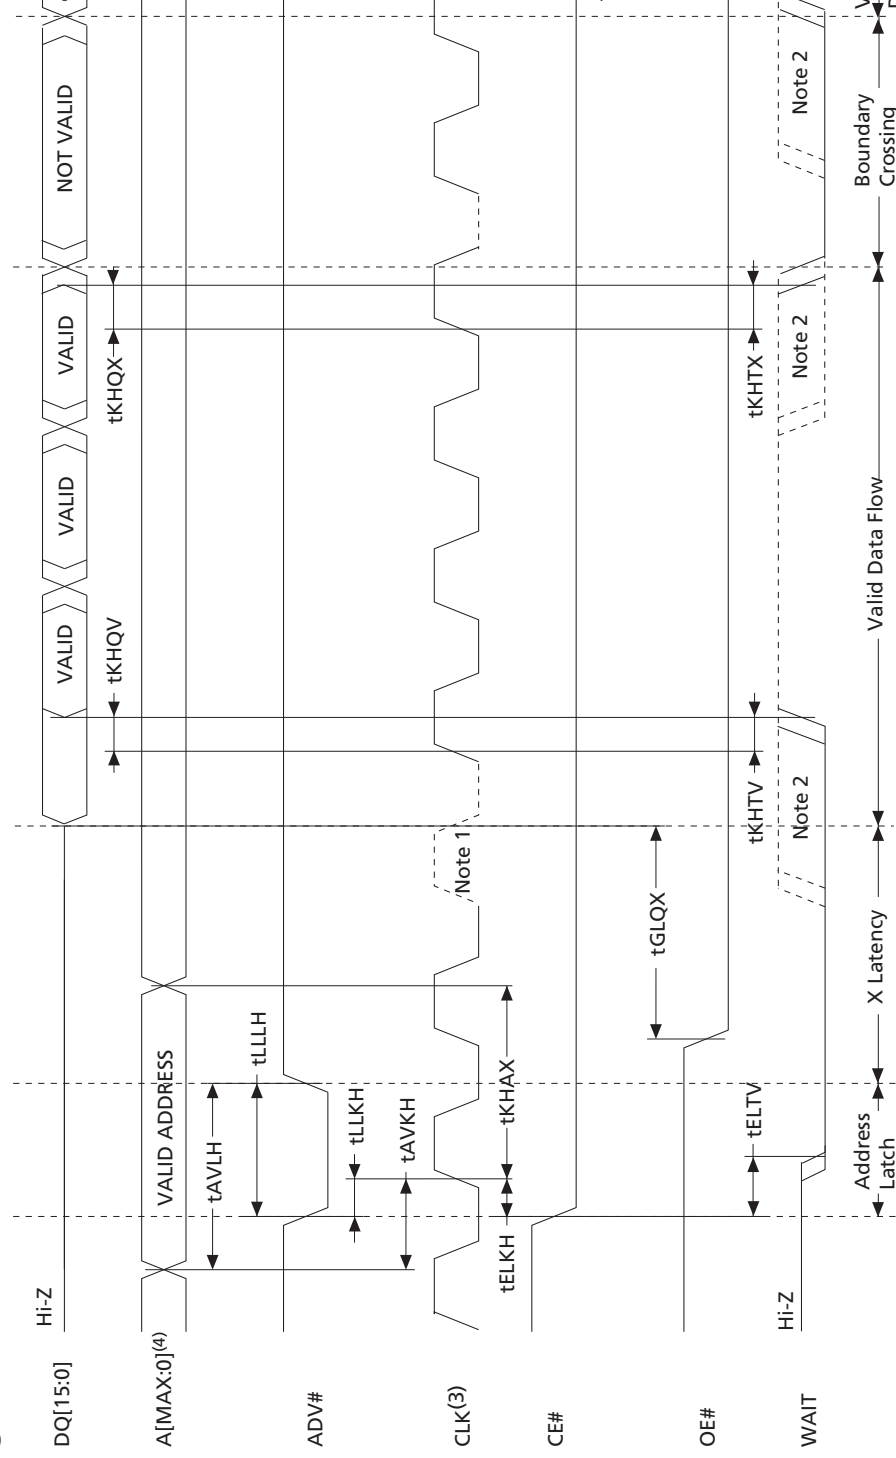 Hi-Z
DQ[15:0]
VALID
VALID
VALID
NOT VALID
tKHQV
tKHQX
A[MAX:0](4)
VALID ADDRESS
tAVLH
tLLLH
ADV#
tLLKH
tAVKH
CLK(3)
Note 1
tELKH
tKHAX
CE#
tGLQX
OE#
tELTV
tKHTV
tKHTX
Hi-Z
WAIT
Note 2
Note 2
Note 2
Address
Latch
X Latency
Valid Data Flow
Boundary
Crossing